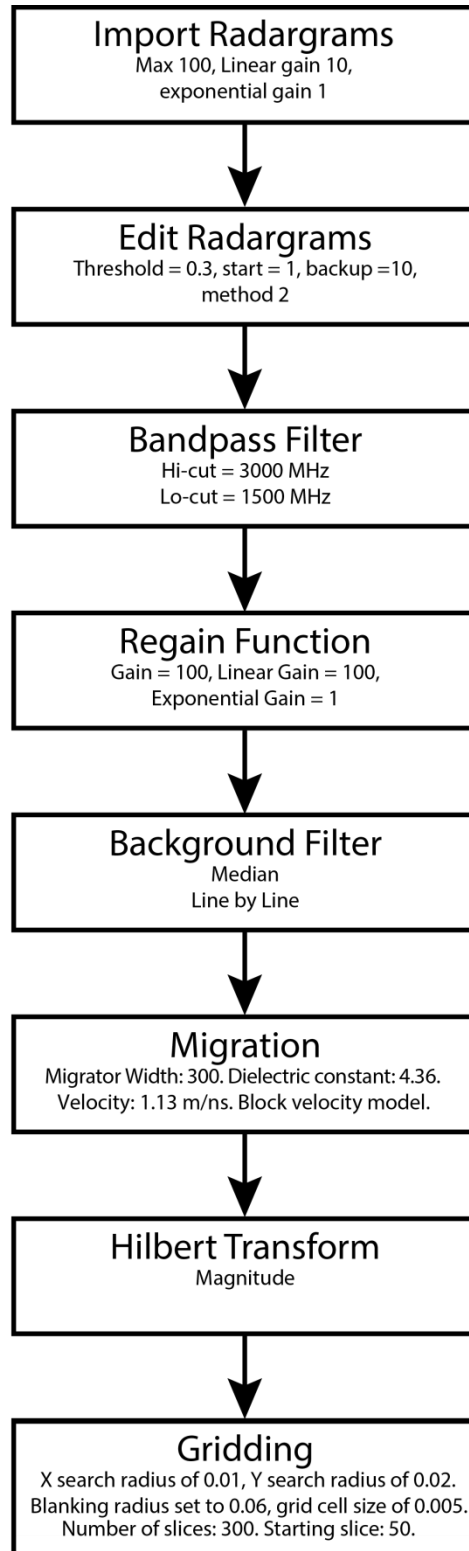 Import Radargrams
Max 100, Linear gain 10,
exponential gain 1
Edit Radargrams
Threshold = 0.3, start = 1, backup =10,
method 2
Bandpass Filter
Hi-cut = 3000 MHz
Lo-cut = 1500 MHz
Regain Function
Gain = 100, Linear Gain = 100,
Exponential Gain = 1
Background Filter
Median
Line by Line
Migration
Migrator Width: 300. Dielectric constant: 4.36.
Velocity: 1.13 m/ns. Block velocity model.
Hilbert Transform
Magnitude
Gridding
X search radius of 0.01, Y search radius of 0.02.
Blanking radius set to 0.06, grid cell size of 0.005.
Number of slices: 300. Starting slice: 50.